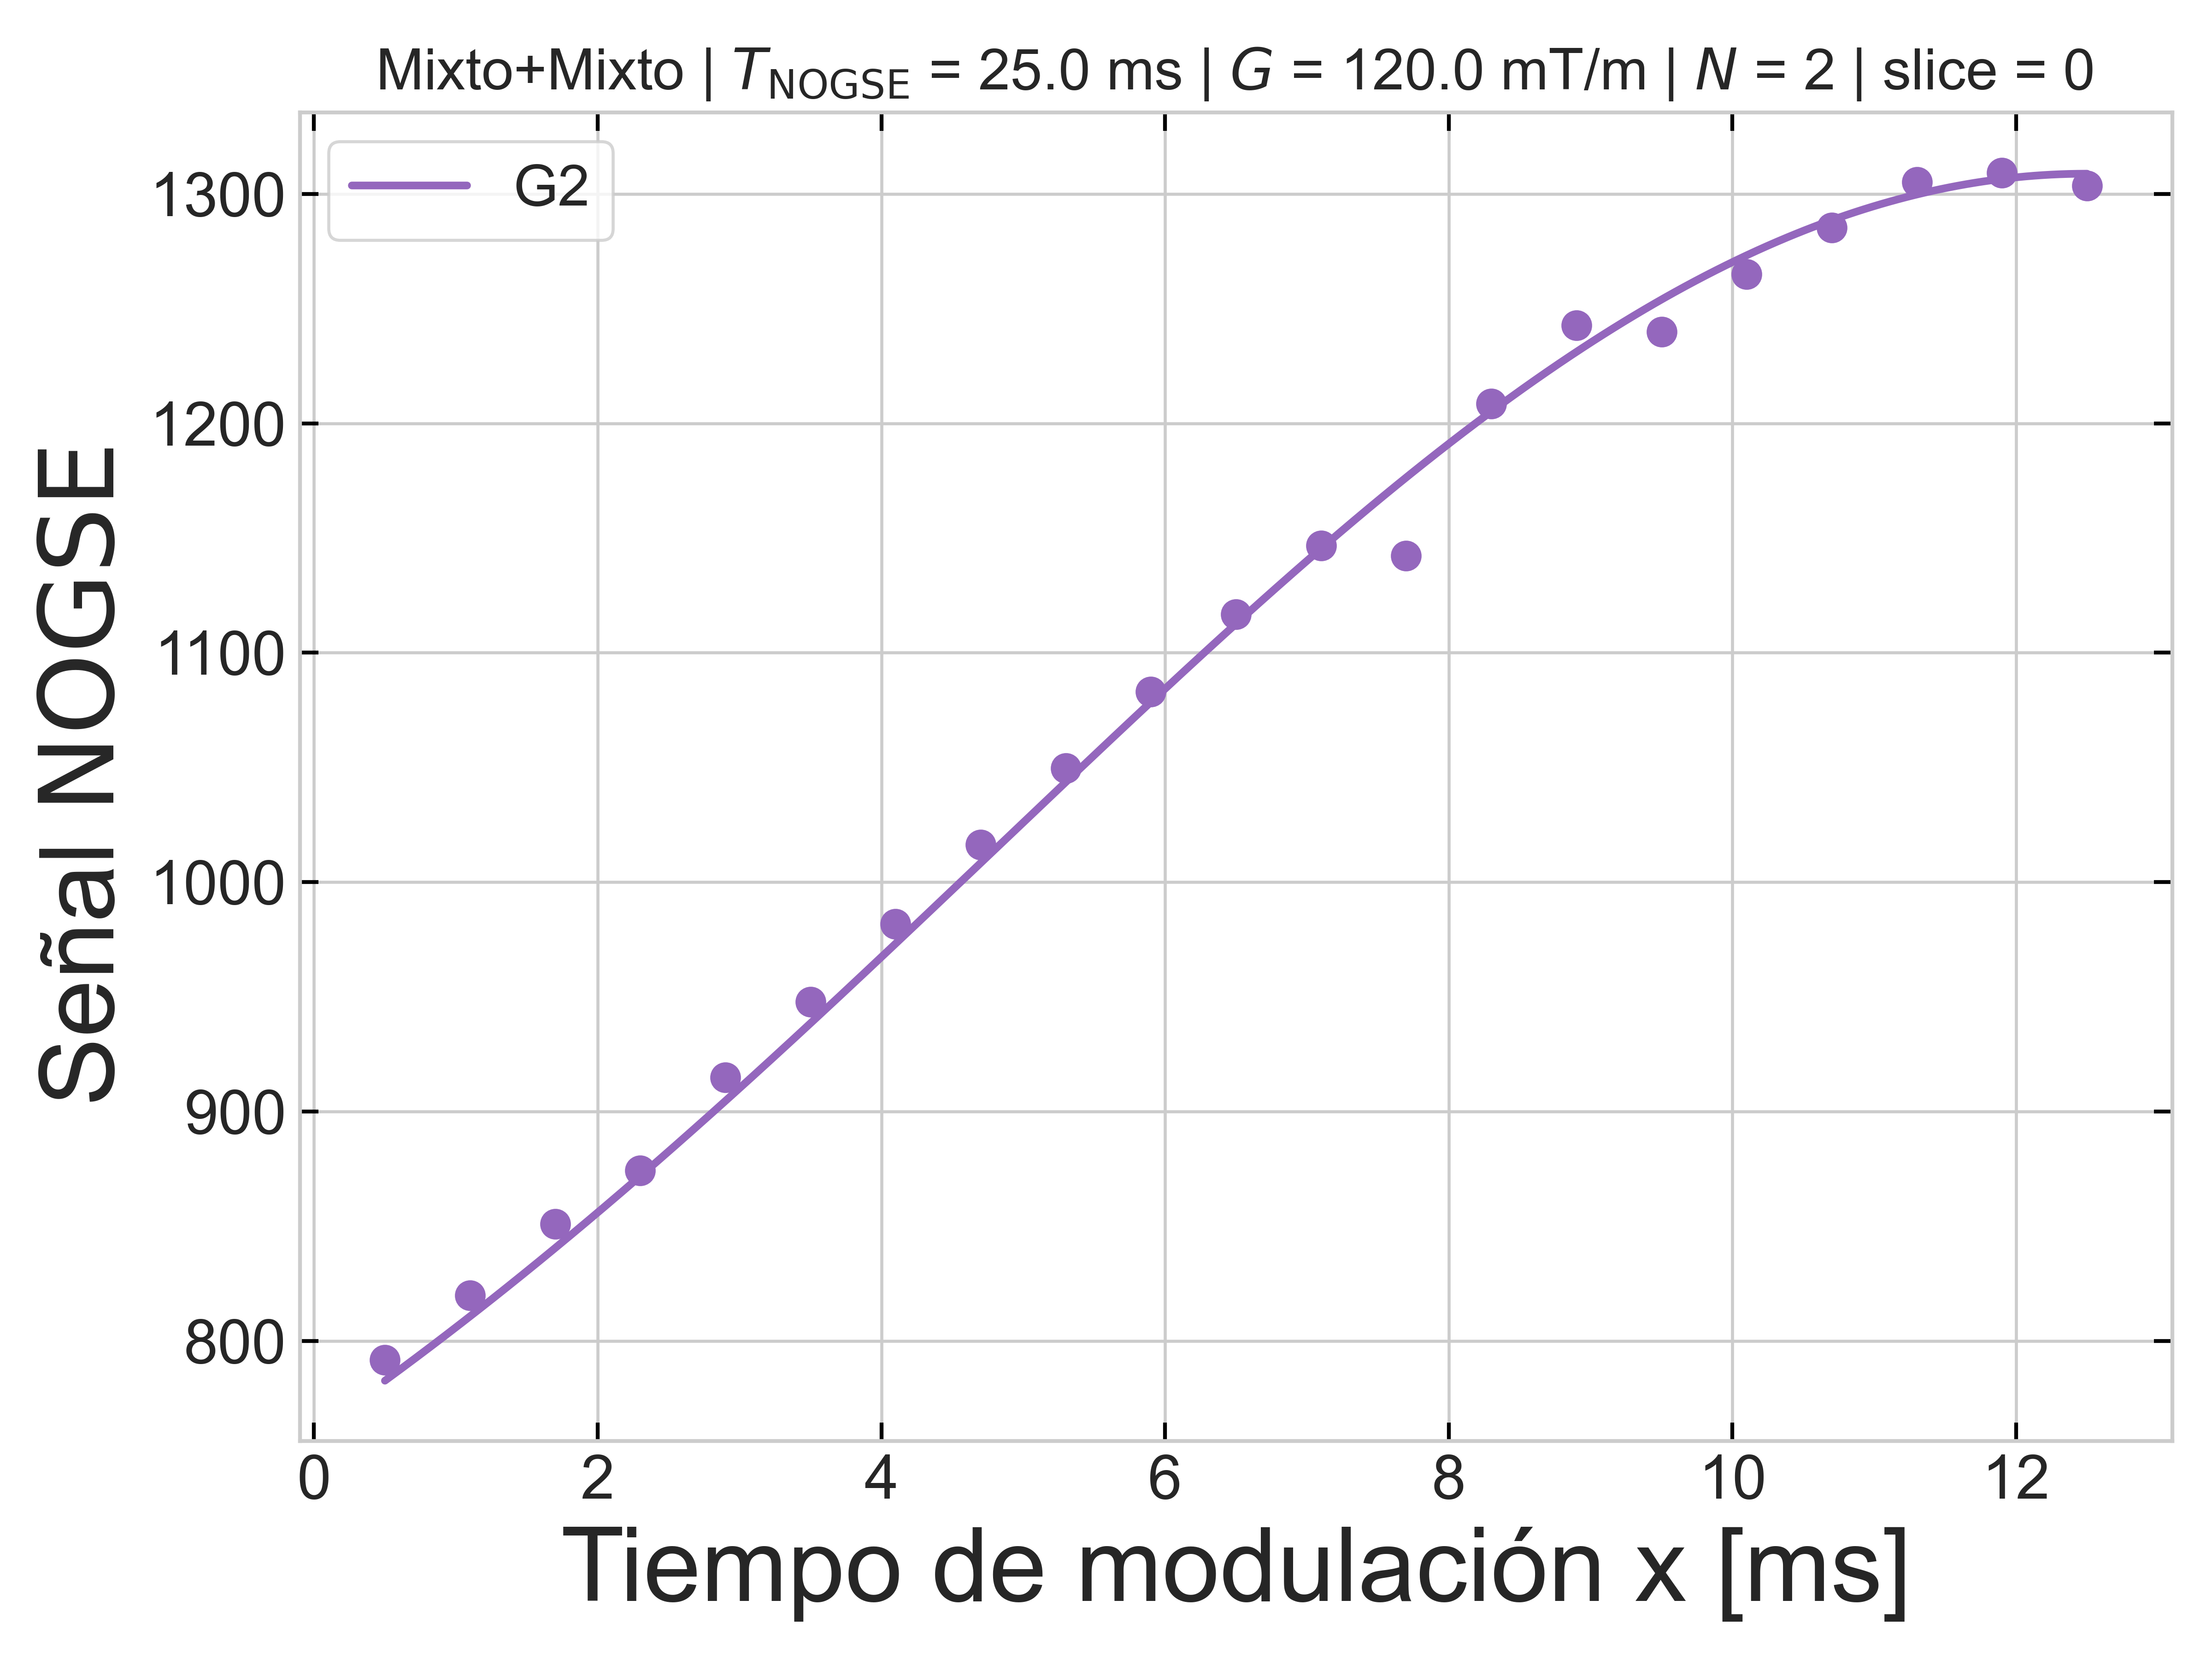 Mixto+Mixto | T_NOGSE = 25.0 ms | G = 120.0 mT/m | N = 2 | slice = 0
G2
Señal NOGSE
1300
1200
1100
1000
900
800
0 2 4 6 8 10 12
Tiempo de modulación x [ms]